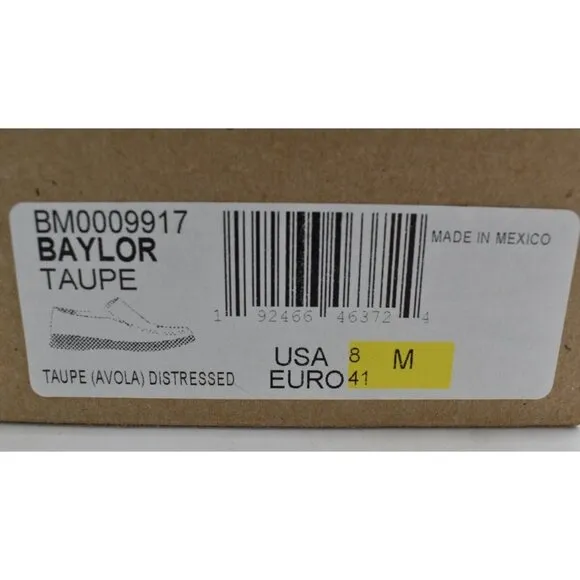 BM0009917
BAYLOR
TAUPE
TAUPE (AVOLA) DISTRESSED
1 92466 46372 4
MADE IN MEXICO
USA 8 M
EURO 41